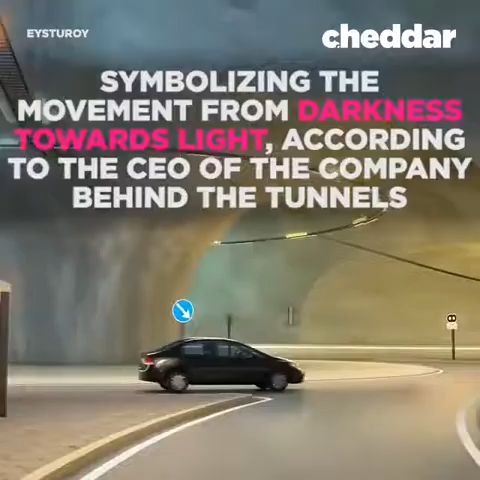 EYSTUROY
cheddar
SYMBOLIZING THE
MOVEMENT FROM DARKNESS
TOWARDS LIGHT, ACCORDING
TO THE CEO OF THE COMPANY
BEHIND THE TUNNELS